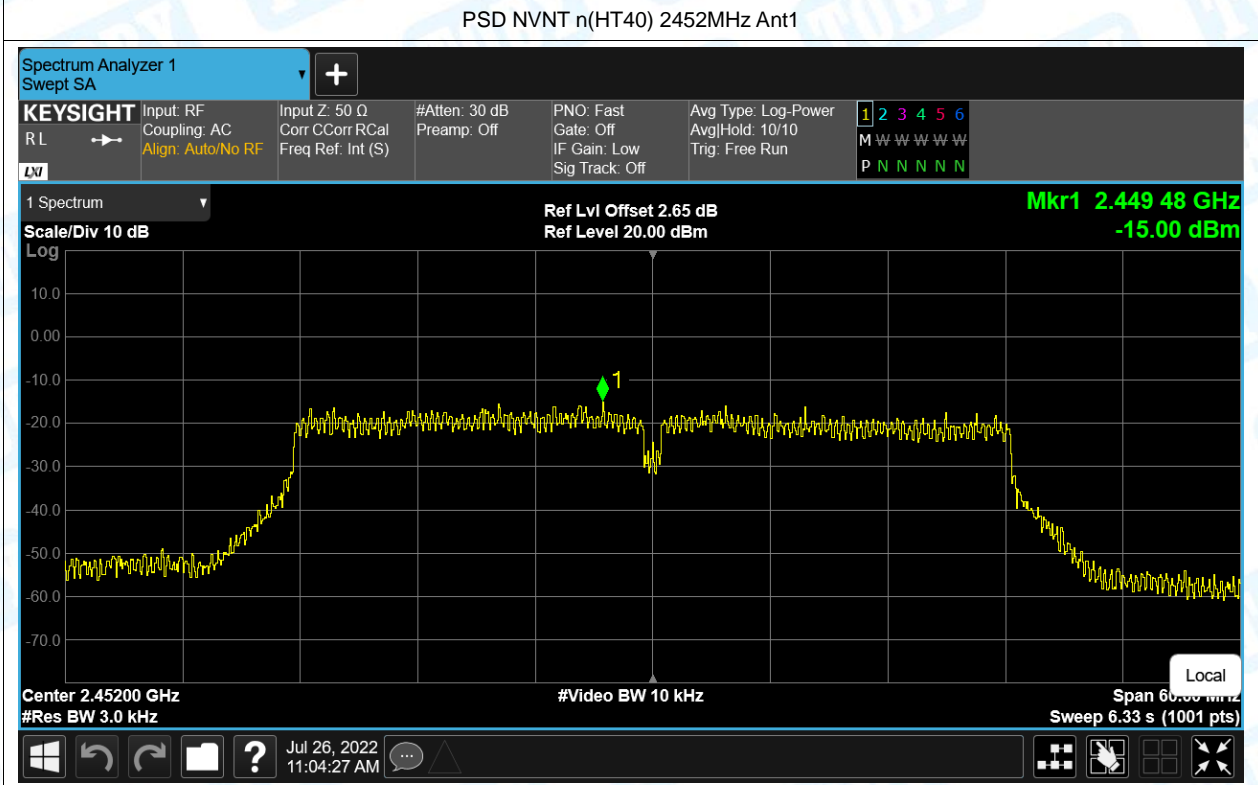 PSD NVNT n(HT40) 2452MHz Ant1
Spectrum Analyzer 1
Swept SA
KEYSIGHT
RL
LXI
Input: RF
Coupling: AC
Align: Auto/No RF
Input Z: 50 Ω
Corr CCorr RCal
Freq Ref: Int (S)
#Atten: 30 dB
Preamp: Off
PNO: Fast
Gate: Off
IF Gain: Low
Sig Track: Off
Avg Type: Log-Power
Avg|Hold: 10/10
Trig: Free Run
1 2 3 4 5 6
M W W W W W
P N N N N N
1 Spectrum
Scale/Div 10 dB
Ref Lvl Offset 2.65 dB
Ref Level 20.00 dBm
Mkr1 2.449 48 GHz
-15.00 dBm
Log
10.0
0.00
-10.0
-20.0
-30.0
-40.0
-50.0
-60.0
-70.0
1
Local
Center 2.45200 GHz
#Res BW 3.0 kHz
#Video BW 10 kHz
Span 60.00 MHz
Sweep 6.33 s (1001 pts)
?
Jul 26, 2022
11:04:27 AM